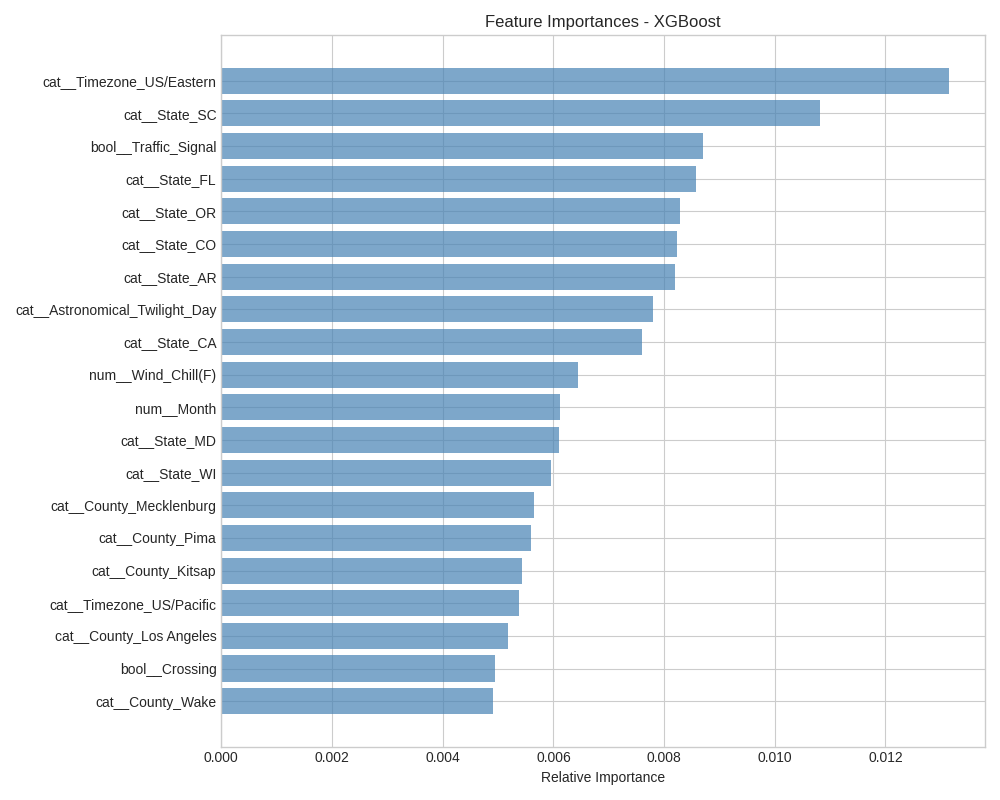 Feature Importances - XGBoost
cat__Timezone_US/Eastern
cat__State_SC
bool__Traffic_Signal
cat__State_FL
cat__State_OR
cat__State_CO
cat__State_AR
cat__Astronomical_Twilight_Day
cat__State_CA
num__Wind_Chill(F)
num__Month
cat__State_MD
cat__State_WI
cat__County_Mecklenburg
cat__County_Pima
cat__County_Kitsap
cat__Timezone_US/Pacific
cat__County_Los Angeles
bool__Crossing
cat__County_Wake
0.000 0.002 0.004 0.006 0.008 0.010 0.012
Relative Importance